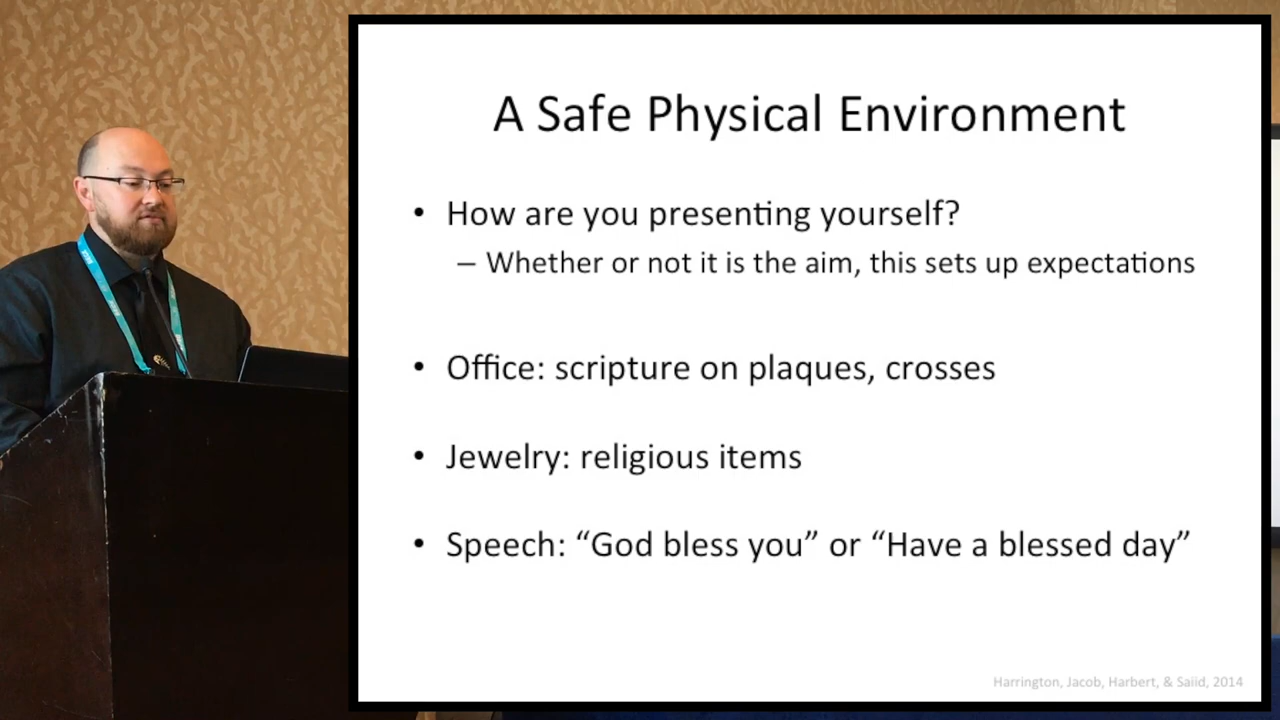 A Safe Physical Environment
• How are you presenting yourself?
– Whether or not it is the aim, this sets up expectations
• Office: scripture on plaques, crosses
• Jewelry: religious items
• Speech: “God bless you” or “Have a blessed day”
Harrington, Jacob, Harbert, & Saiid, 2014